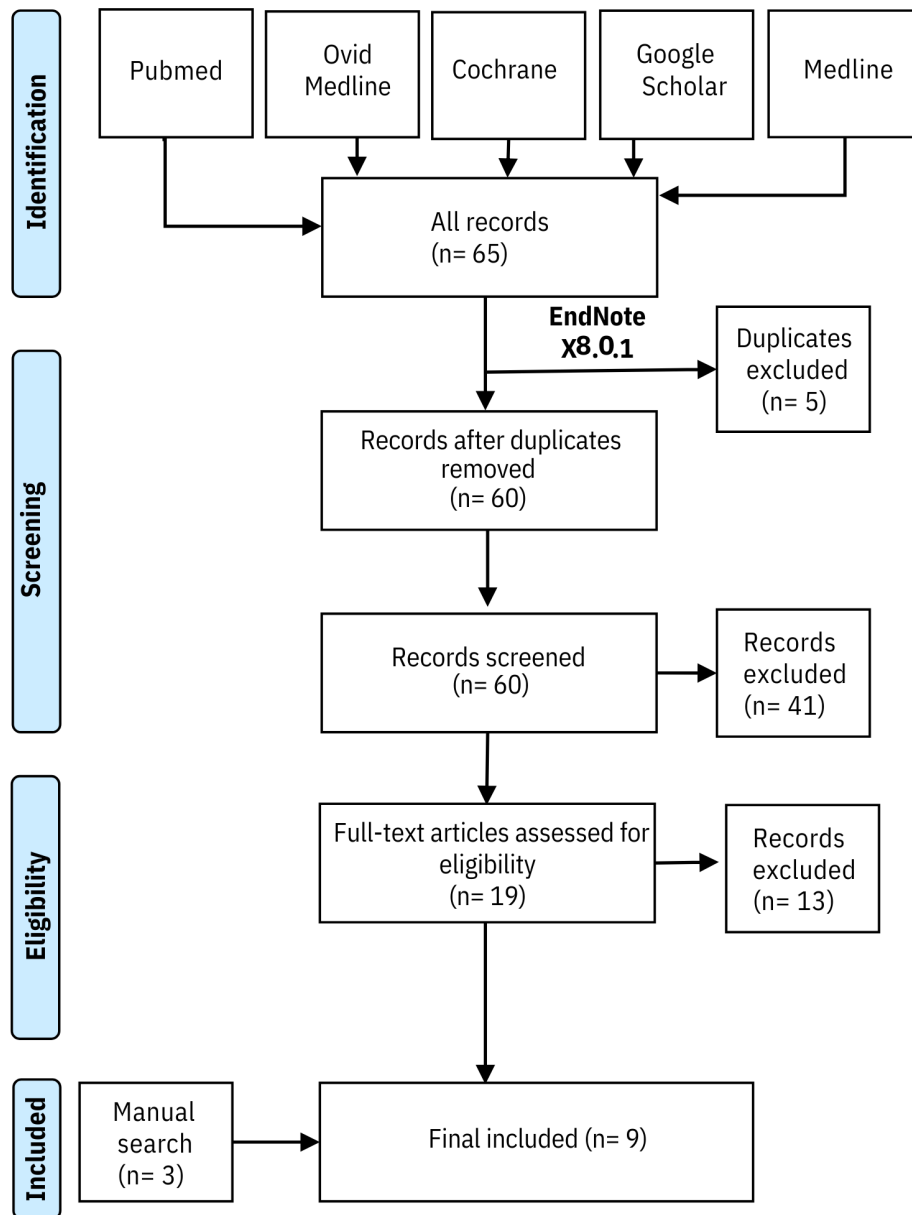 Identification
Pubmed
Ovid
Medline
Cochrane
Google
Scholar
Medline
All records
(n= 65)
EndNote
X8.0.1
Duplicates
excluded
(n= 5)
Screening
Records after duplicates
removed
(n= 60)
Records screened
(n= 60)
Records
excluded
(n= 41)
Eligibility
Full-text articles assessed for
eligibility
(n= 19)
Records
excluded
(n= 13)
Included
Manual
search
(n= 3)
Final included (n= 9)